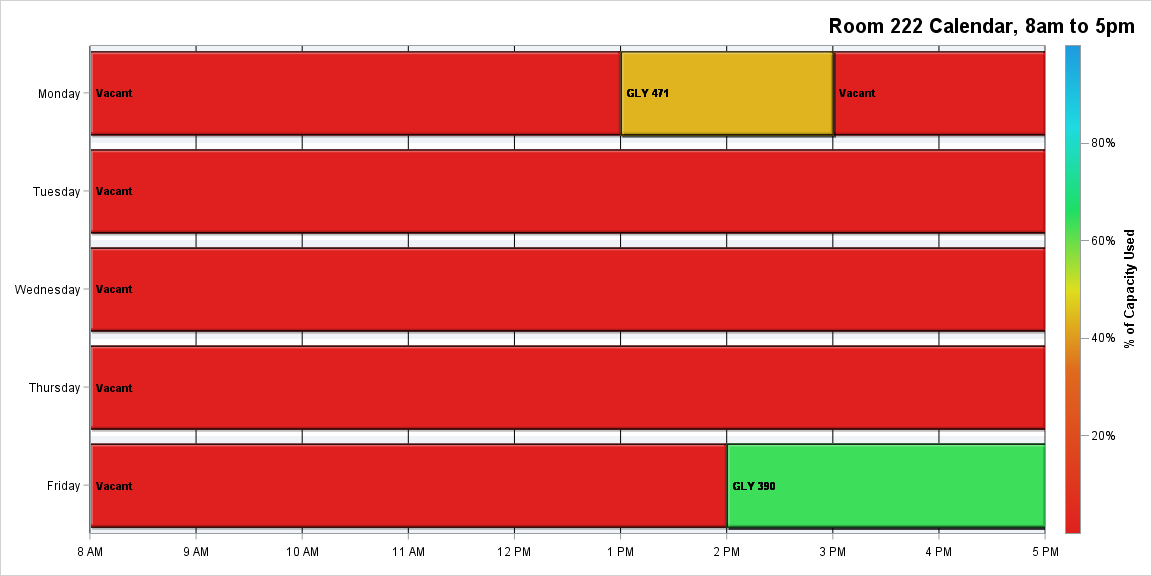 Room 222 Calendar, 8am to 5pm
Monday
Vacant
GLY 471
Vacant
Tuesday
Vacant
Wednesday
Vacant
Thursday
Vacant
Friday
Vacant
GLY 390
8 AM
9 AM
10 AM
11 AM
12 PM
1 PM
2 PM
3 PM
4 PM
5 PM
80%
60%
40%
20%
% of Capacity Used